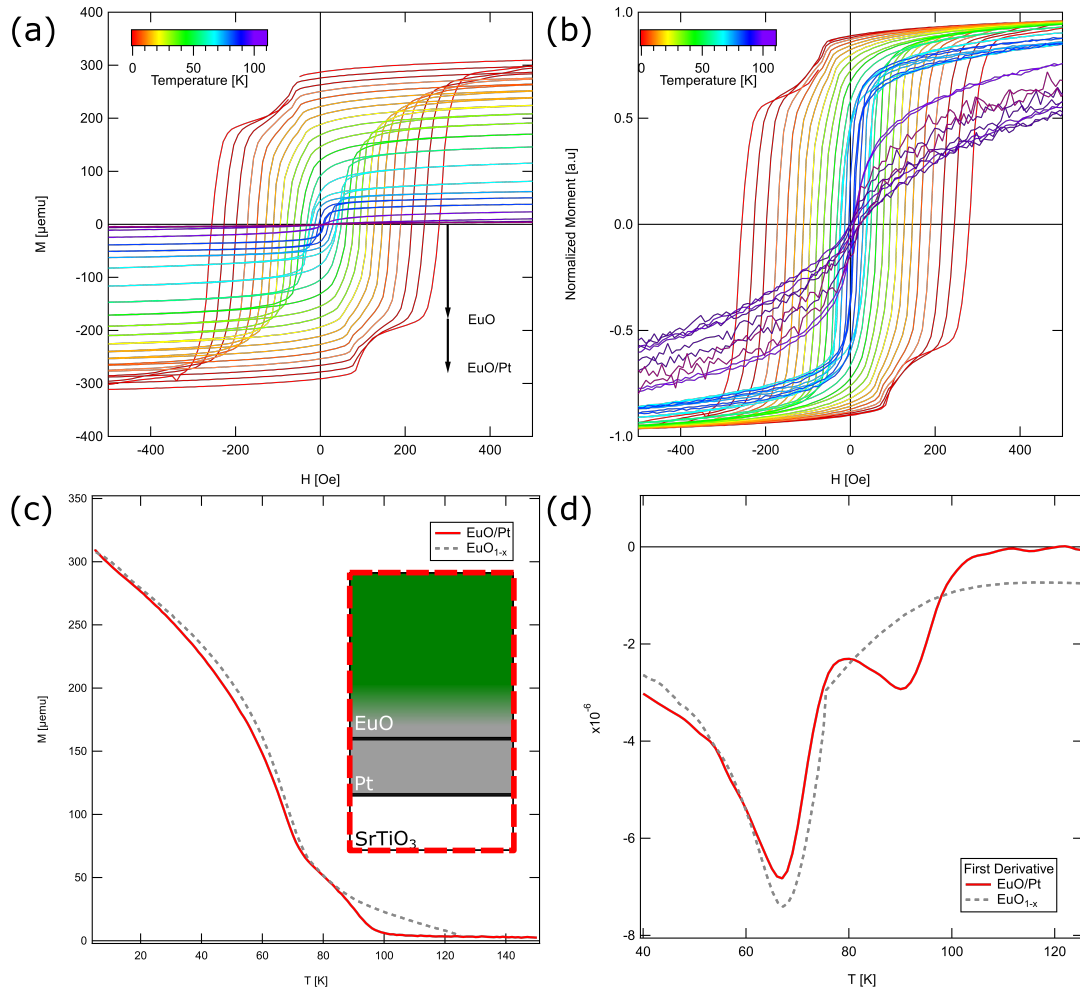 (a)
400
300
200
100
0
-100
-200
-300
-400
M [µemu]
0 50 100
Temperature [K]
EuO
EuO/Pt
-400 -200 0 200 400
H [Oe]
(b)
1.0
0.5
0.0
-0.5
-1.0
Normalized Moment [a.u]
0 50 100
Temperature [K]
-400 -200 0 200 400
H [Oe]
(c)
350
300
250
200
150
100
50
0
M [µemu]
EuO/Pt
EuO1-x
EuO
Pt
SrTiO3
20 40 60 80 100 120 140
T [K]
(d)
0
-2
-4
-6
-8
x10-6
First Derivative
EuO/Pt
EuO1-x
40 60 80 100 120
T [K]